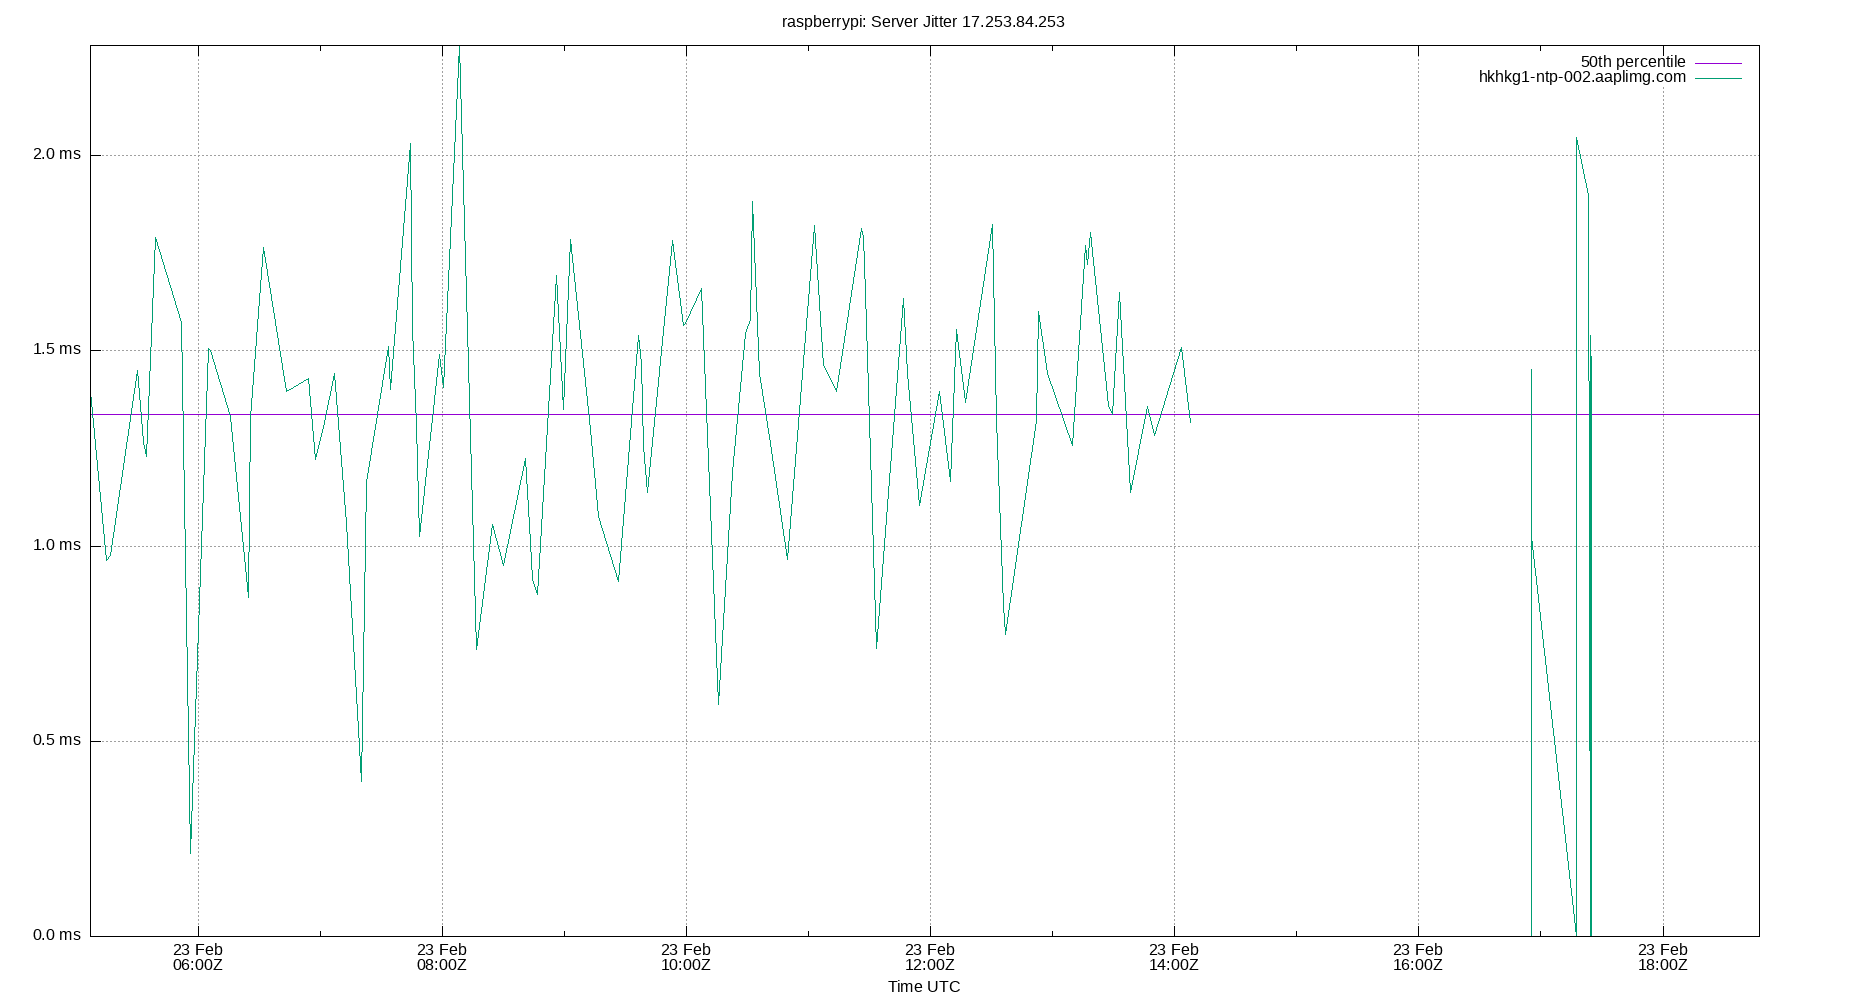 raspberrypi: Server Jitter 17.253.84.253
50th percentile
hkhkg1-ntp-002.aaplimg.com
2.0 ms
1.5 ms
1.0 ms
0.5 ms
0.0 ms
23 Feb 23 Feb 23 Feb 23 Feb 23 Feb 23 Feb 23 Feb
06:00Z 08:00Z 10:00Z 12:00Z 14:00Z 16:00Z 18:00Z
Time UTC